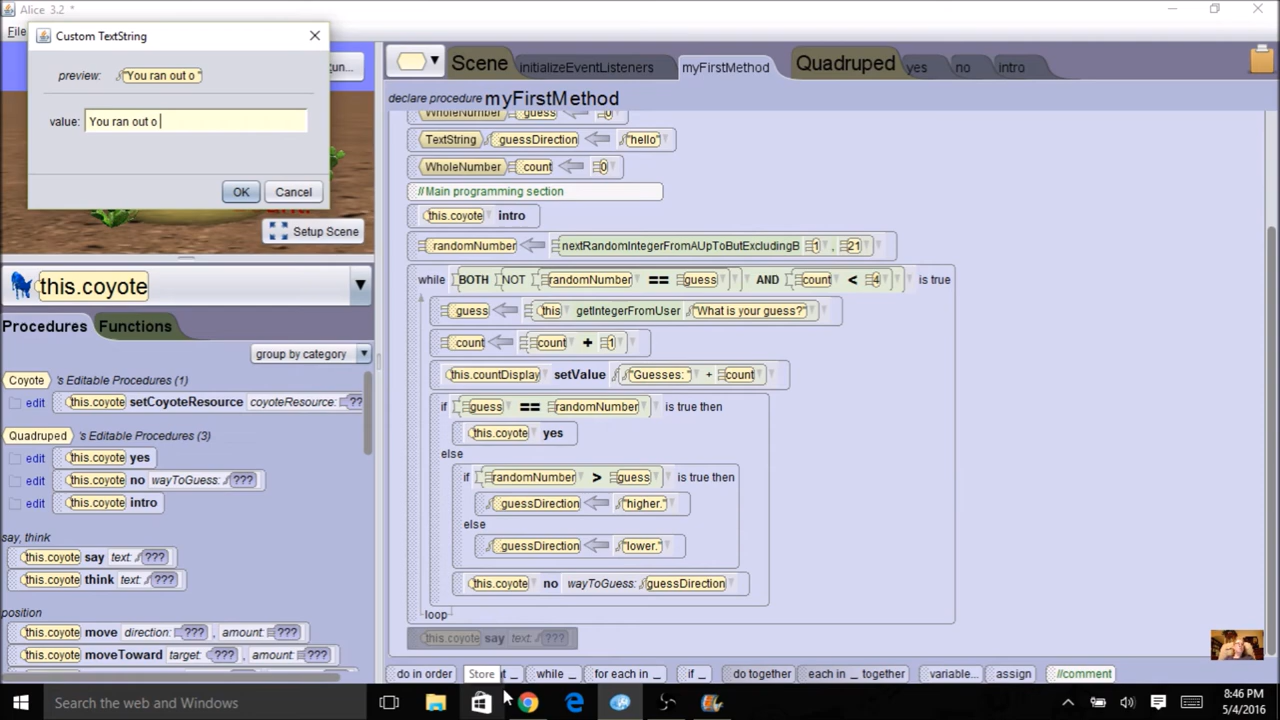 Alice 3.2 *
Custom TextString
File
preview: "You ran out o "
value: You ran out o
OK Cancel
un...
Setup Scene
this.coyote
Procedures Functions
group by category
Coyote 's Editable Procedures (1)
edit this.coyote setCoyoteResource coyoteResource: ??
Quadruped 's Editable Procedures (3)
edit this.coyote yes
edit this.coyote no wayToGuess: ???
edit this.coyote intro
say, think
this.coyote say text: ???
this.coyote think text: ???
position
this.coyote move direction: ??? , amount: ???
this.coyote moveToward target: ??? , amount: ???
Scene initializeEventListeners myFirstMethod Quadruped yes no intro
declare procedure myFirstMethod
WholeNumber guess 0
TextString guessDirection "hello"
WholeNumber count 0
//Main programming section
this.coyote intro
randomNumber nextRandomIntegerFromAUpToButExcludingB 1 , 21
while BOTH NOT randomNumber == guess AND count < 4 is true
guess this getIntegerFromUser "What is your guess?"
count count + 1
this.countDisplay setValue "Guesses: " + count
if guess == randomNumber is true then
this.coyote yes
else
if randomNumber > guess is true then
guessDirection "higher."
else
guessDirection "lower."
this.coyote no wayToGuess: guessDirection
loop
this.coyote say text: ???
do in order Store t _ while _ for each in _ if _ do together each in _ together variable... assign //comment
Search the web and Windows
8:46 PM
5/4/2016